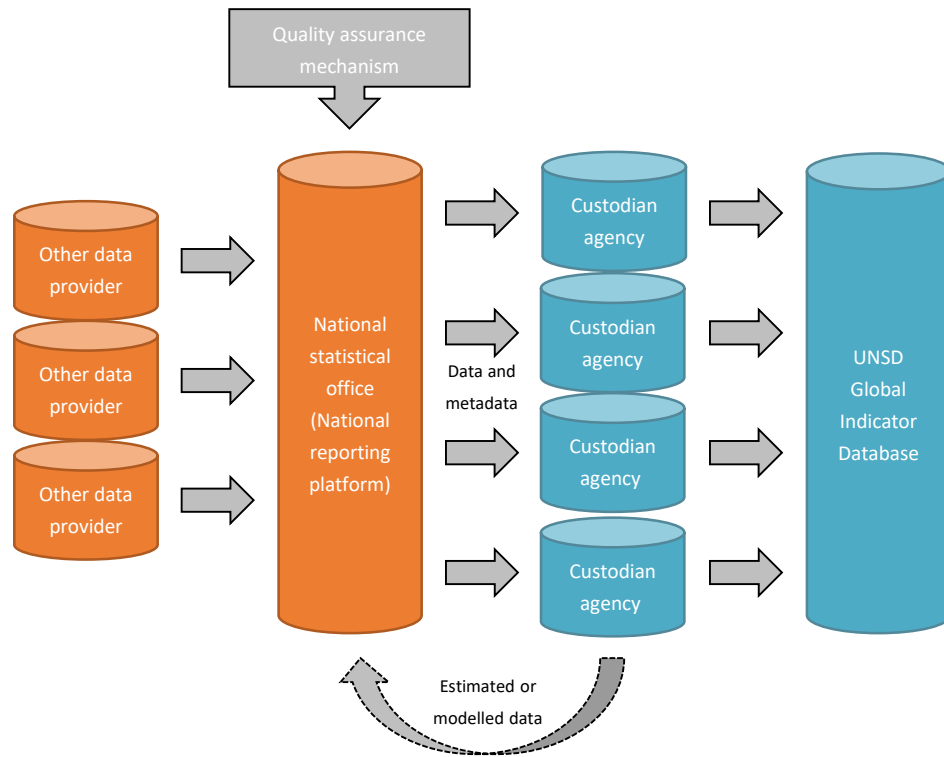 Quality assurance
mechanism
Other data
provider
Other data
provider
Other data
provider
National
statistical
office
(National
reporting
platform)
Data and
metadata
Custodian
agency
Custodian
agency
Custodian
agency
Custodian
agency
UNSD
Global
Indicator
Database
Estimated or
modelled data